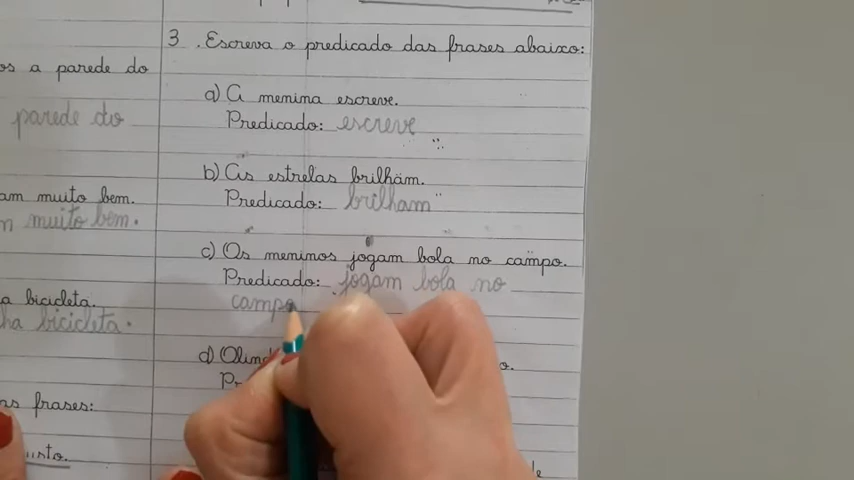 os a parede do
parede do
am muito bem.
m muito bem.
a bicicleta.
ha bicicleta.
as frases:
3 . Escreva o predicado das frases abaixo:
a) A menina escreve.
Predicado: escreve
b) As estrelas brilham.
Predicado: brilham
c) Os meninos jogam bola no campo.
Predicado: jogam bola no
campo
d)